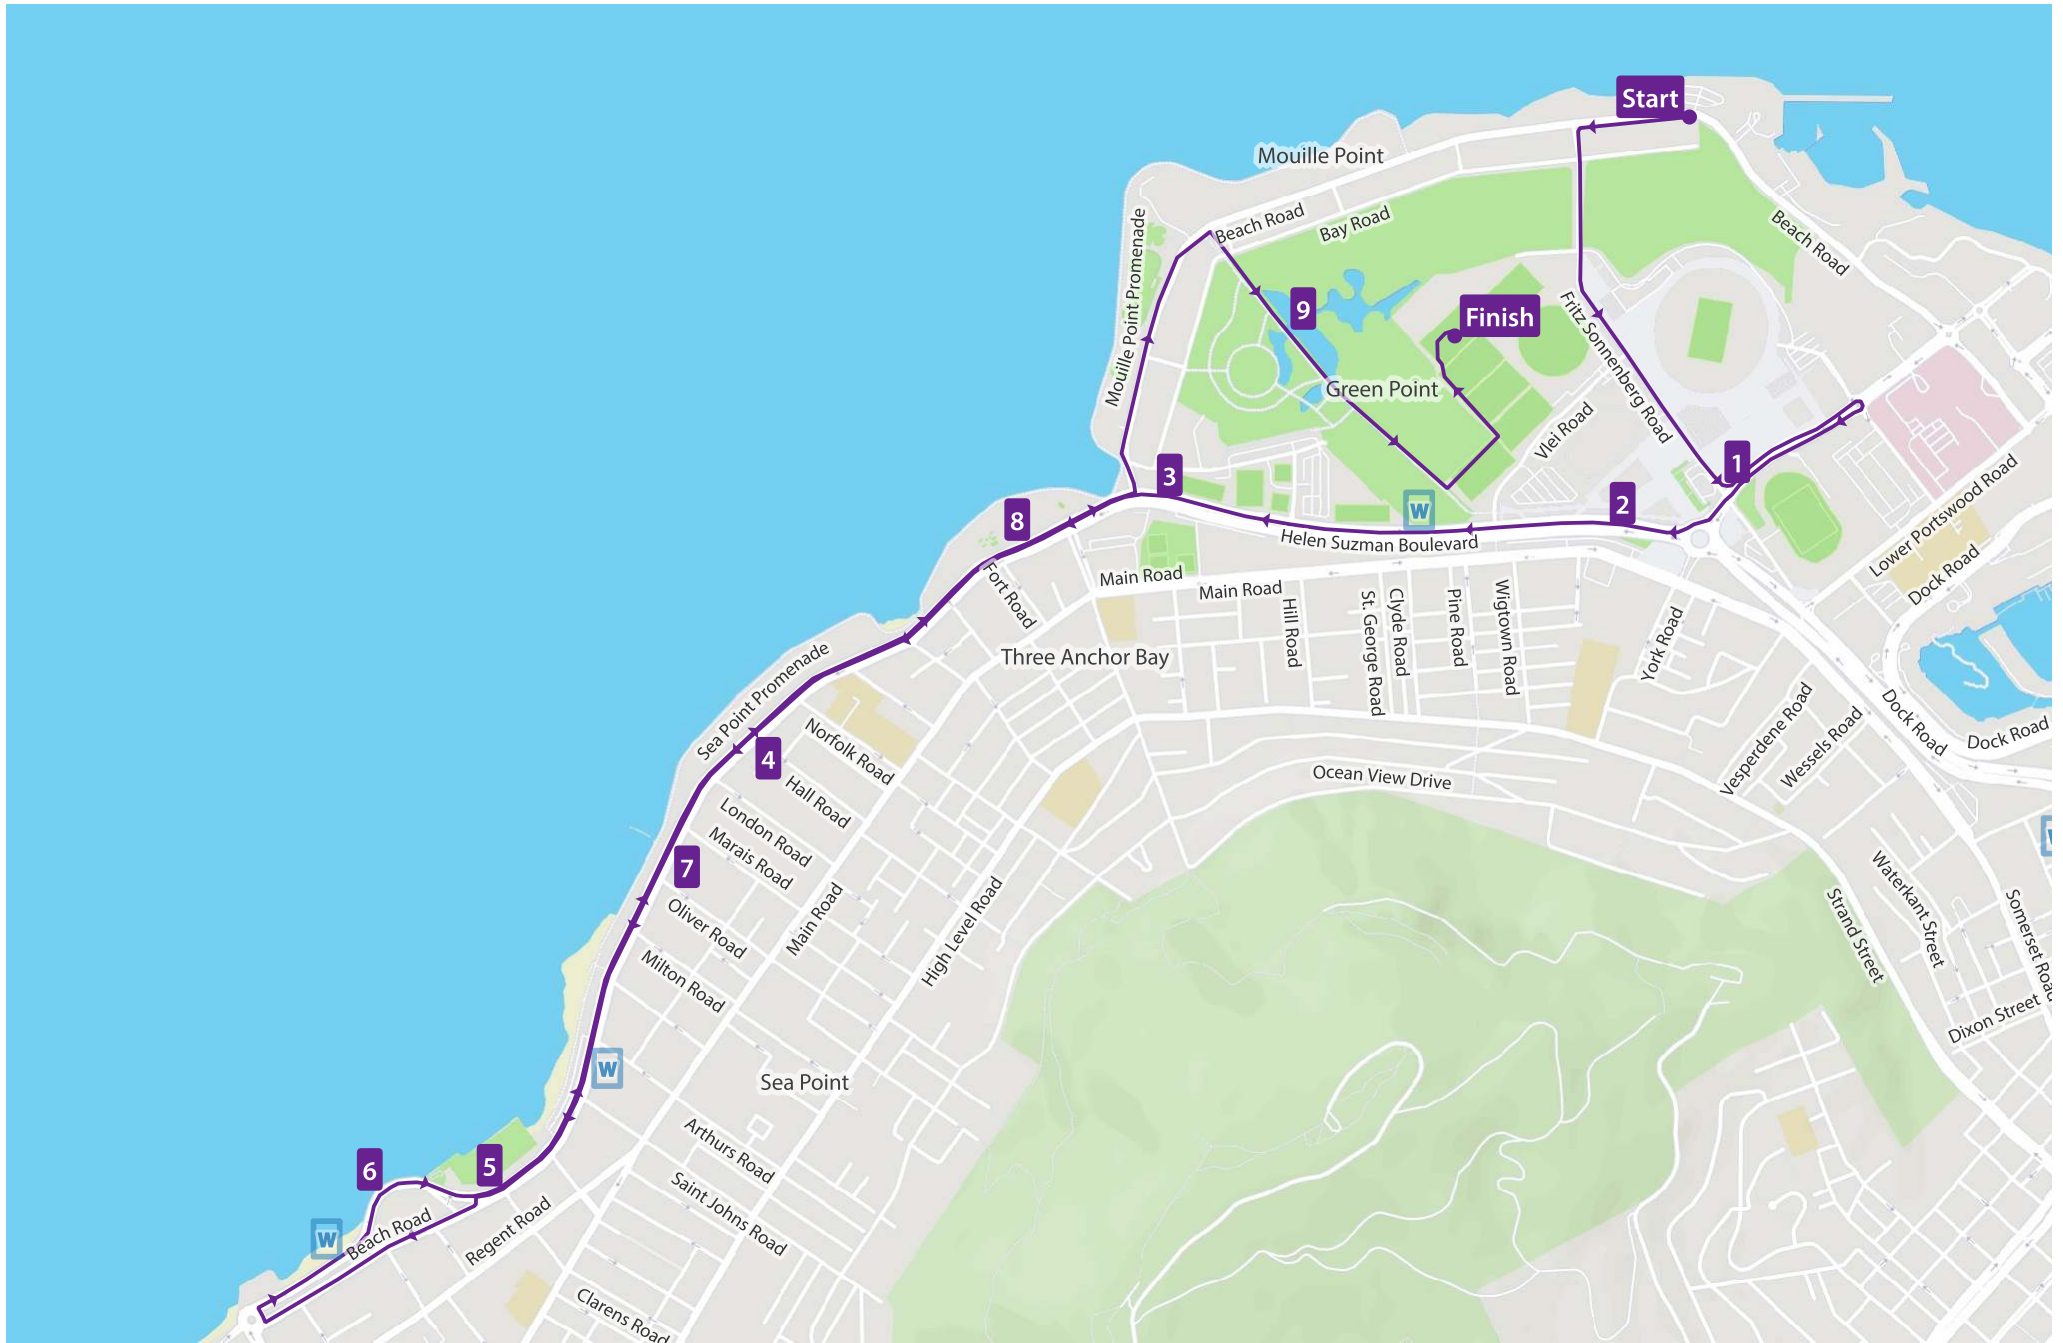 Start
Mouille Point
Beach Road
Bay Road
Beach Road
Mouille Point Promenade
9
Finish
Fritz Sonnenberg Road
Green Point
Vlei Road
1
3
2
W
8
Helen Suzman Boulevard
Lower Portswood Road
Dock Road
Main Road
Main Road
Fort Road
Hill Road
St. George Road
Clyde Road
Pine Road
Wigtown Road
York Road
Three Anchor Bay
Sea Point Promenade
4
Norfolk Road
Hall Road
Vesperdene Road
Wessels Road
Dock Road
Dock Road
Ocean View Drive
London Road
Marais Road
7
Oliver Road
Main Road
High Level Road
Milton Road
Waterkant Street
Strand Street
Somerset Road
Dixon Street
W
Sea Point
Arthurs Road
Saint Johns Road
6
5
W
Beach Road
Regent Road
Clarens Road